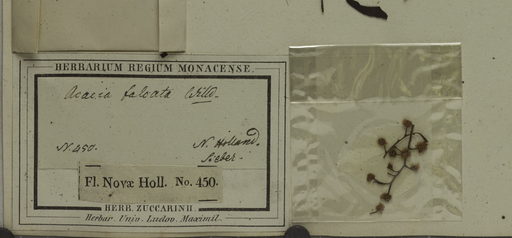 HERBARIUM REGIUM MONACENSE.
Acacia falcata Willd.
N. 450.
N. Holland.
Sieber.
Fl. Novæ Holl. No. 450.
HERB. ZUCCARINII
Herbar. Univ. Ludov. Maximil.